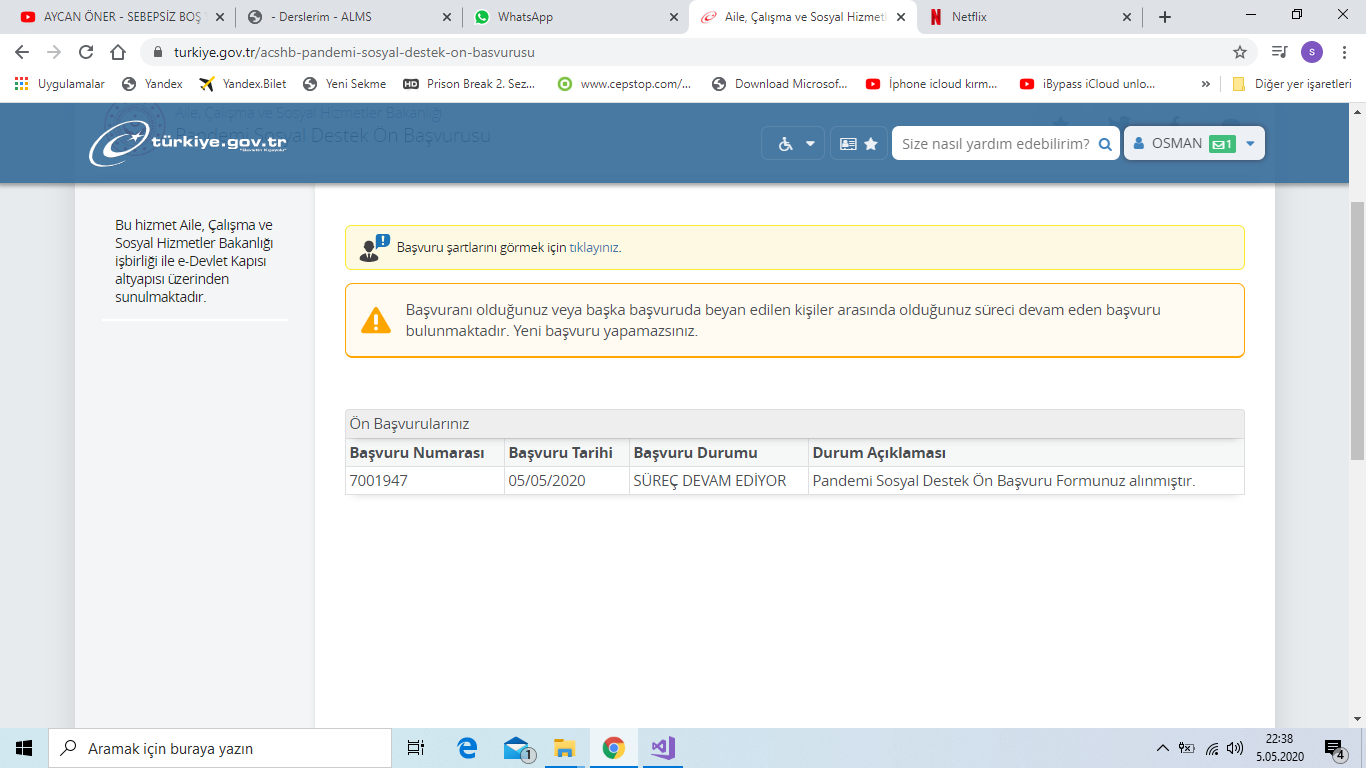 AYCAN ÖNER - SEBEPSİZ BOŞ
- Derslerim - ALMS
WhatsApp
Aile, Çalışma ve Sosyal Hizmetl
Netflix
turkiye.gov.tr/acshb-pandemi-sosyal-destek-on-basvurusu
s
Uygulamalar
Yandex
Yandex.Bilet
Yeni Sekme
HD
Prison Break 2. Sez...
www.cepstop.com/...
Download Microsof...
İphone icloud kırm...
iBypass iCloud unlo...
»
Diğer yer işaretleri
Aile, Çalışma ve Sosyal Hizmetler Bakanlığı
Pandemi Sosyal Destek Ön Başvurusu
türkiye.gov.tr
Size nasıl yardım edebilirim?
OSMAN
1
Bu hizmet Aile, Çalışma ve
Sosyal Hizmetler Bakanlığı
işbirliği ile e-Devlet Kapısı
altyapısı üzerinden
sunulmaktadır.
Başvuru şartlarını görmek için tıklayınız.
Başvuranı olduğunuz veya başka başvuruda beyan edilen kişiler arasında olduğunuz süreci devam eden başvuru
bulunmaktadır. Yeni başvuru yapamazsınız.
Ön Başvurularınız
Başvuru Numarası Başvuru Tarihi Başvuru Durumu Durum Açıklaması
7001947 05/05/2020 SÜREÇ DEVAM EDİYOR Pandemi Sosyal Destek Ön Başvuru Formunuz alınmıştır.
Aramak için buraya yazın
1
22:38
5.05.2020
4